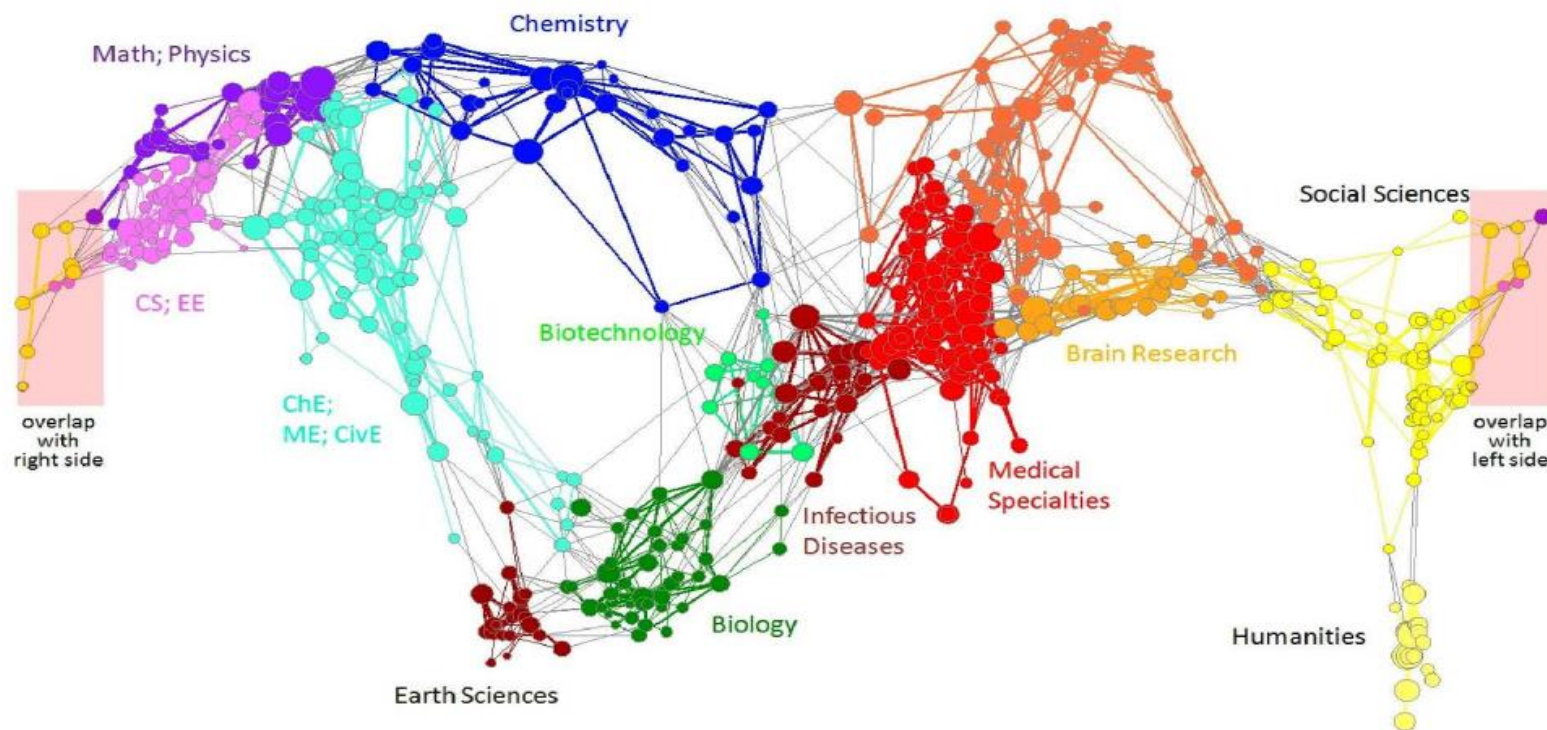 Chemistry
Math; Physics
Social Sciences
CS; EE
Biotechnology
Brain Research
ChE;
ME; CivE
overlap
with
right side
overlap
with
left side
Medical
Specialties
Infectious
Diseases
Biology
Humanities
Earth Sciences